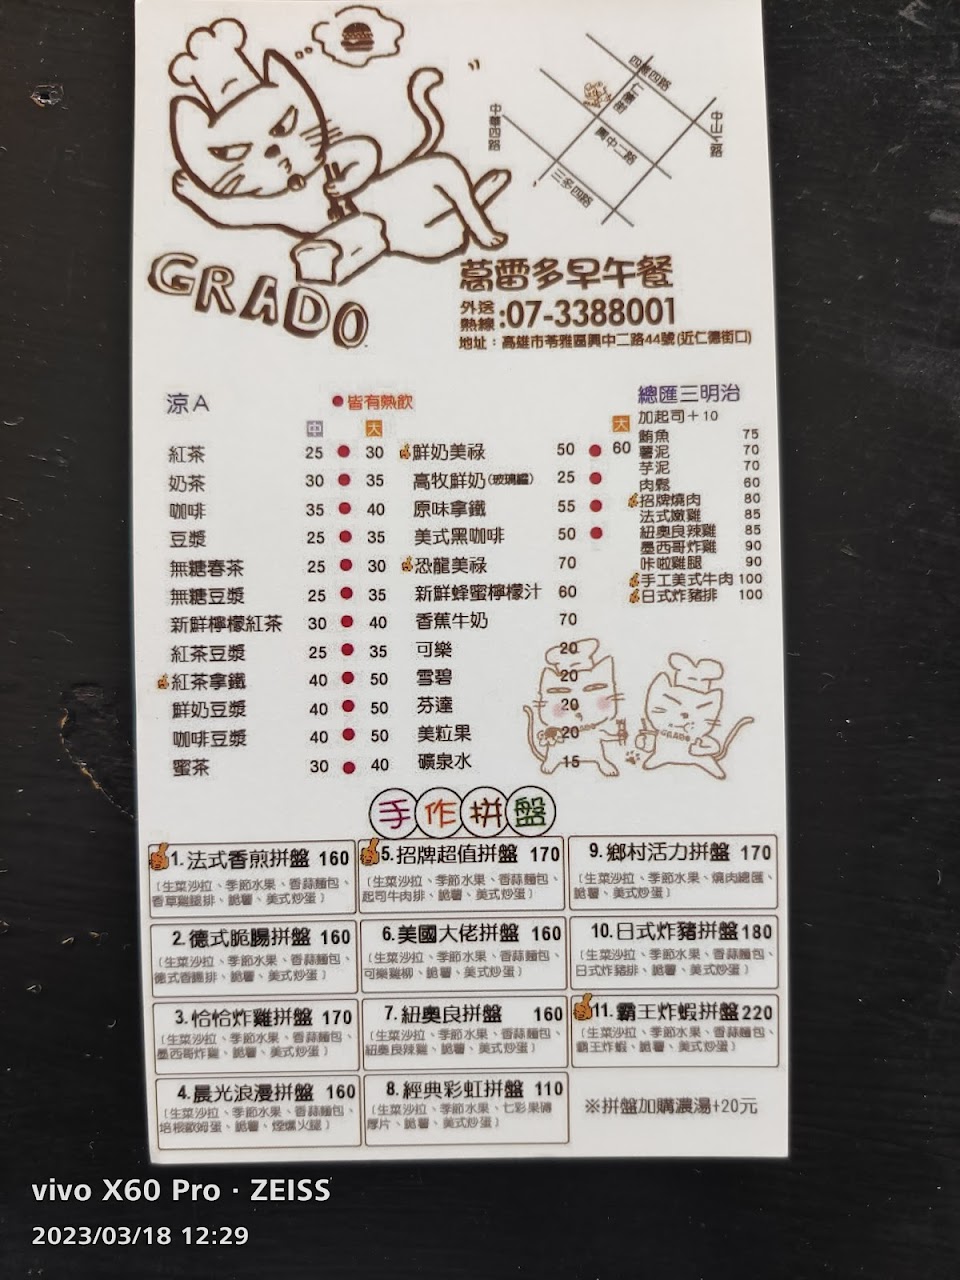 四維四路
仁德街
中山二路
中華四路
興中二路
三多四路
GRADO
葛雷多早午餐
外送熱線:07-3388001
地址:高雄市苓雅區興中二路44號(近仁德街口)
涼A
●皆有熱飲
中 大
紅茶 25 ● 30
奶茶 30 ● 35
咖啡 35 ● 40
豆漿 25 ● 35
無糖春茶 25 ● 30
無糖豆漿 25 ● 35
新鮮檸檬紅茶 30 ● 40
紅茶豆漿 25 ● 35
紅茶拿鐵 40 ● 50
鮮奶豆漿 40 ● 50
咖啡豆漿 40 ● 50
蜜茶 30 ● 40
大
鮮奶美祿 50 ● 60
高牧鮮奶(玻璃罐) 25 ●
原味拿鐵 55 ●
美式黑咖啡 50 ●
恐龍美祿 70
新鮮蜂蜜檸檬汁 60
香蕉牛奶 70
可樂 20
雪碧 20
芬達 20
美粒果 20
礦泉水 15
總匯三明治
加起司+10
鮪魚 75
薯泥 70
芋泥 70
肉鬆 60
招牌燒肉 80
法式嫩雞 85
紐奧良辣雞 85
墨西哥炸雞 90
咔啦雞腿 90
手工美式牛肉 100
日式炸豬排 100
GRADO
GRADO
手作拼盤
1.法式香煎拼盤 160
(生菜沙拉、季節水果、香蒜麵包、
香草雞腿排、脆薯、美式炒蛋)
2.德式脆腸拼盤 160
(生菜沙拉、季節水果、香蒜麵包、
德式香腸排、脆薯、美式炒蛋)
3.恰恰炸雞拼盤 170
(生菜沙拉、季節水果、香蒜麵包、
墨西哥炸雞、脆薯、美式炒蛋)
4.晨光浪漫拼盤 160
(生菜沙拉、季節水果、香蒜麵包、
培根歐姆蛋、脆薯、煙燻火腿)
5.招牌超值拼盤 170
(生菜沙拉、季節水果、香蒜麵包、
起司牛肉排、脆薯、美式炒蛋)
6.美國大佬拼盤 160
(生菜沙拉、季節水果、香蒜麵包、
可樂雞柳、脆薯、美式炒蛋)
7.紐奧良拼盤 160
(生菜沙拉、季節水果、香蒜麵包、
紐奧良辣雞、脆薯、美式炒蛋)
8.經典彩虹拼盤 110
(生菜沙拉、季節水果、七彩果醬
厚片、脆薯、美式炒蛋)
9.鄉村活力拼盤 170
(生菜沙拉、季節水果、燒肉總匯、
脆薯、美式炒蛋)
10.日式炸豬拼盤 180
(生菜沙拉、季節水果、香蒜麵包、
日式炸豬排、脆薯、美式炒蛋)
11.霸王炸蝦拼盤 220
(生菜沙拉、季節水果、香蒜麵包、
霸王炸蝦、脆薯、美式炒蛋)
※拼盤加購濃湯+20元
vivo X60 Pro · ZEISS
2023/03/18 12:29